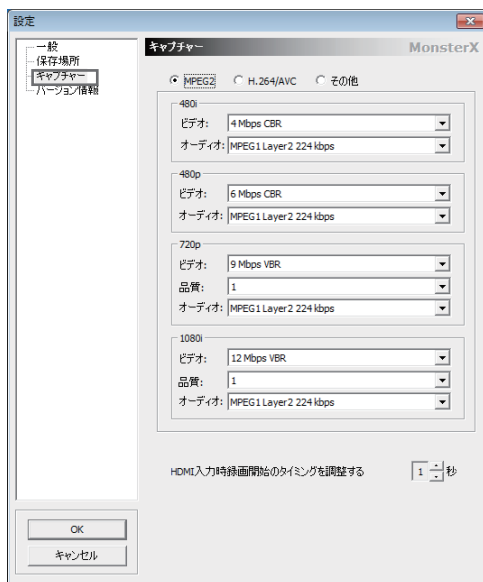 設定
一般
保存場所
キャプチャー
バージョン情報
キャプチャー MonsterX
MPEG2 H.264/AVC その他
480i
ビデオ: 4 Mbps CBR
オーディオ: MPEG1 Layer2 224 kbps
480p
ビデオ: 6 Mbps CBR
オーディオ: MPEG1 Layer2 224 kbps
720p
ビデオ: 9 Mbps VBR
品質: 1
オーディオ: MPEG1 Layer2 224 kbps
1080i
ビデオ: 12 Mbps VBR
品質: 1
オーディオ: MPEG1 Layer2 224 kbps
HDMI入力時録画開始のタイミングを調整する 1 秒
OK
キャンセル